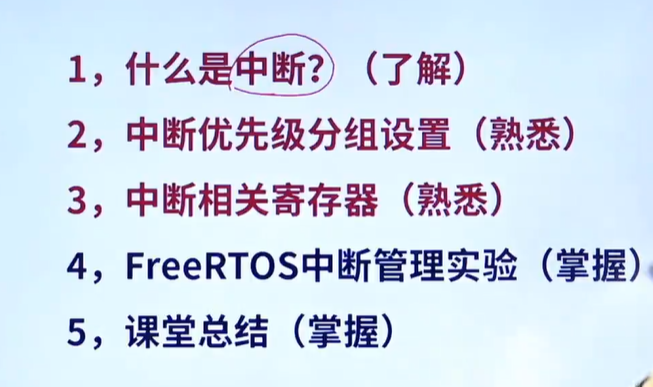 1，什么是中断？（了解）
2，中断优先级分组设置（熟悉）
3，中断相关寄存器（熟悉）
4，FreeRTOS中断管理实验（掌握）
5，课堂总结（掌握）